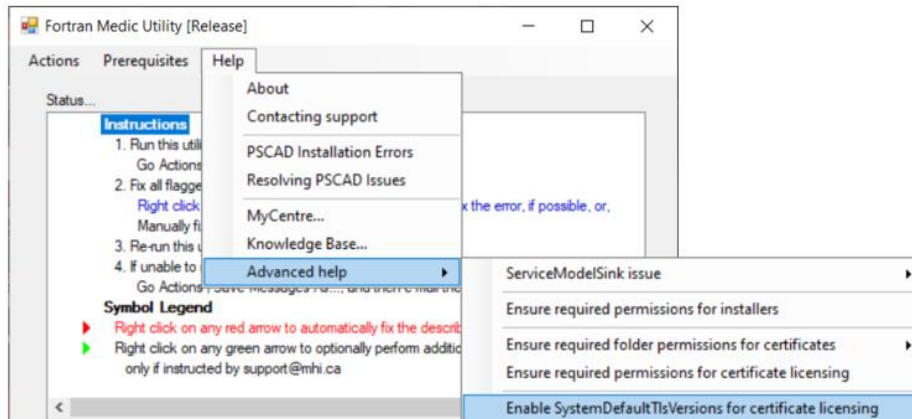 Fortran Medic Utility [Release]
Actions Prerequisites Help
Status...
Instructions
1. Run this utili
Go Actions
2. Fix all flagge
Right click
Manually fi
3. Re-run this u
4. If unable to
Go Actions
Symbol Legend
Right click on any red arrow to automatically fix the describ
Right click on any green arrow to optionally perform additio
only if instructed by support@mhi.ca
x the error, if possible, or,
About
Contacting support
PSCAD Installation Errors
Resolving PSCAD Issues
MyCentre...
Knowledge Base...
Advanced help
ServiceModelSink issue
Ensure required permissions for installers
Ensure required folder permissions for certificates
Ensure required permissions for certificate licensing
Enable SystemDefaultTlsVersions for certificate licensing